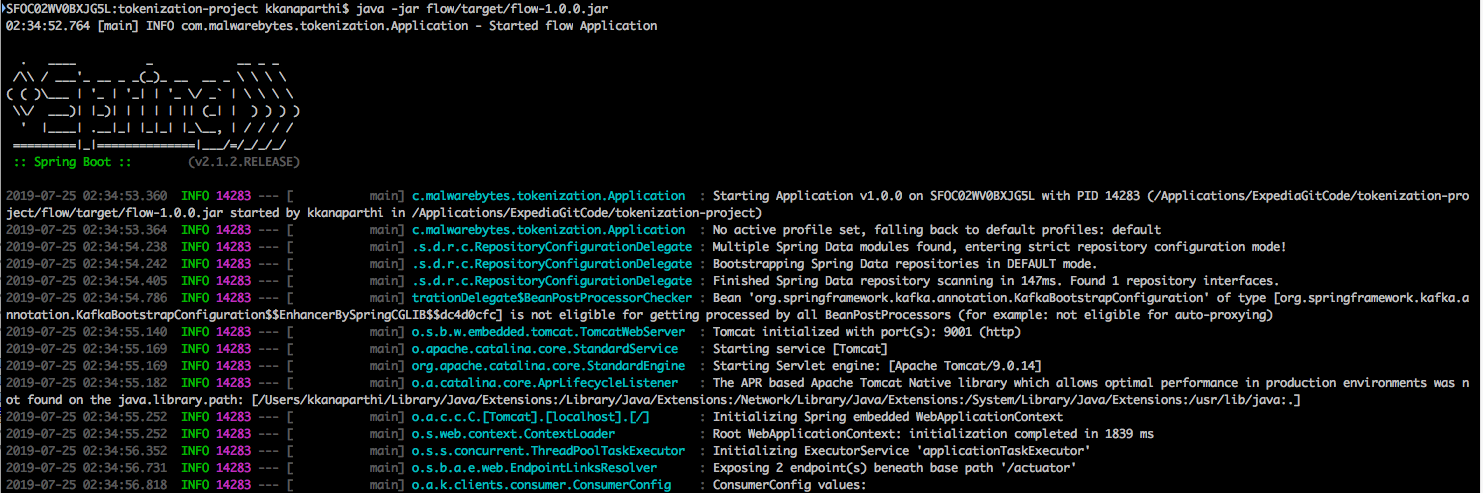 SFOC02WV0BXJG5L:tokenization-project kkanaparthi$ java -jar flow/target/flow-1.0.0.jar
02:34:52.764 [main] INFO com.malwarebytes.tokenization.Application - Started flow Application
  .   ____          _            __ _ _
 /\\ / ___'_ __ _ _(_)_ __  __ _ \ \ \ \
( ( )\___ | '_ | '_| | '_ \/ _` | \ \ \ \
 \\/  ___)| |_)| | | | | || (_| |  ) ) ) )
  '  |____| .__|_| |_|_| |_\__, | / / / /
 =========|_|==============|___/=/_/_/_/
 :: Spring Boot ::        (v2.1.2.RELEASE)
2019-07-25 02:34:53.360  INFO 14283 --- [           main] c.malwarebytes.tokenization.Application  : Starting Application v1.0.0 on SFOC02WV0BXJG5L with PID 14283 (/Applications/ExpediaGitCode/tokenization-pro
ject/flow/target/flow-1.0.0.jar started by kkanaparthi in /Applications/ExpediaGitCode/tokenization-project)
2019-07-25 02:34:53.364  INFO 14283 --- [           main] c.malwarebytes.tokenization.Application  : No active profile set, falling back to default profiles: default
2019-07-25 02:34:54.238  INFO 14283 --- [           main] .s.d.r.c.RepositoryConfigurationDelegate : Multiple Spring Data modules found, entering strict repository configuration mode!
2019-07-25 02:34:54.242  INFO 14283 --- [           main] .s.d.r.c.RepositoryConfigurationDelegate : Bootstrapping Spring Data repositories in DEFAULT mode.
2019-07-25 02:34:54.405  INFO 14283 --- [           main] .s.d.r.c.RepositoryConfigurationDelegate : Finished Spring Data repository scanning in 147ms. Found 1 repository interfaces.
2019-07-25 02:34:54.786  INFO 14283 --- [           main] trationDelegate$BeanPostProcessorChecker : Bean 'org.springframework.kafka.annotation.KafkaBootstrapConfiguration' of type [org.springframework.kafka.a
nnotation.KafkaBootstrapConfiguration$$EnhancerBySpringCGLIB$$dc4d0cfc] is not eligible for getting processed by all BeanPostProcessors (for example: not eligible for auto-proxying)
2019-07-25 02:34:55.140  INFO 14283 --- [           main] o.s.b.w.embedded.tomcat.TomcatWebServer  : Tomcat initialized with port(s): 9001 (http)
2019-07-25 02:34:55.169  INFO 14283 --- [           main] o.apache.catalina.core.StandardService   : Starting service [Tomcat]
2019-07-25 02:34:55.169  INFO 14283 --- [           main] org.apache.catalina.core.StandardEngine  : Starting Servlet engine: [Apache Tomcat/9.0.14]
2019-07-25 02:34:55.182  INFO 14283 --- [           main] o.a.catalina.core.AprLifecycleListener   : The APR based Apache Tomcat Native library which allows optimal performance in production environments was n
ot found on the java.library.path: [/Users/kkanaparthi/Library/Java/Extensions:/Library/Java/Extensions:/Network/Library/Java/Extensions:/System/Library/Java/Extensions:/usr/lib/java:.]
2019-07-25 02:34:55.252  INFO 14283 --- [           main] o.a.c.c.C.[Tomcat].[localhost].[/]       : Initializing Spring embedded WebApplicationContext
2019-07-25 02:34:55.252  INFO 14283 --- [           main] o.s.web.context.ContextLoader            : Root WebApplicationContext: initialization completed in 1839 ms
2019-07-25 02:34:56.352  INFO 14283 --- [           main] o.s.s.concurrent.ThreadPoolTaskExecutor  : Initializing ExecutorService 'applicationTaskExecutor'
2019-07-25 02:34:56.731  INFO 14283 --- [           main] o.s.b.a.e.web.EndpointLinksResolver      : Exposing 2 endpoint(s) beneath base path '/actuator'
2019-07-25 02:34:56.818  INFO 14283 --- [           main] o.a.k.clients.consumer.ConsumerConfig    : ConsumerConfig values: